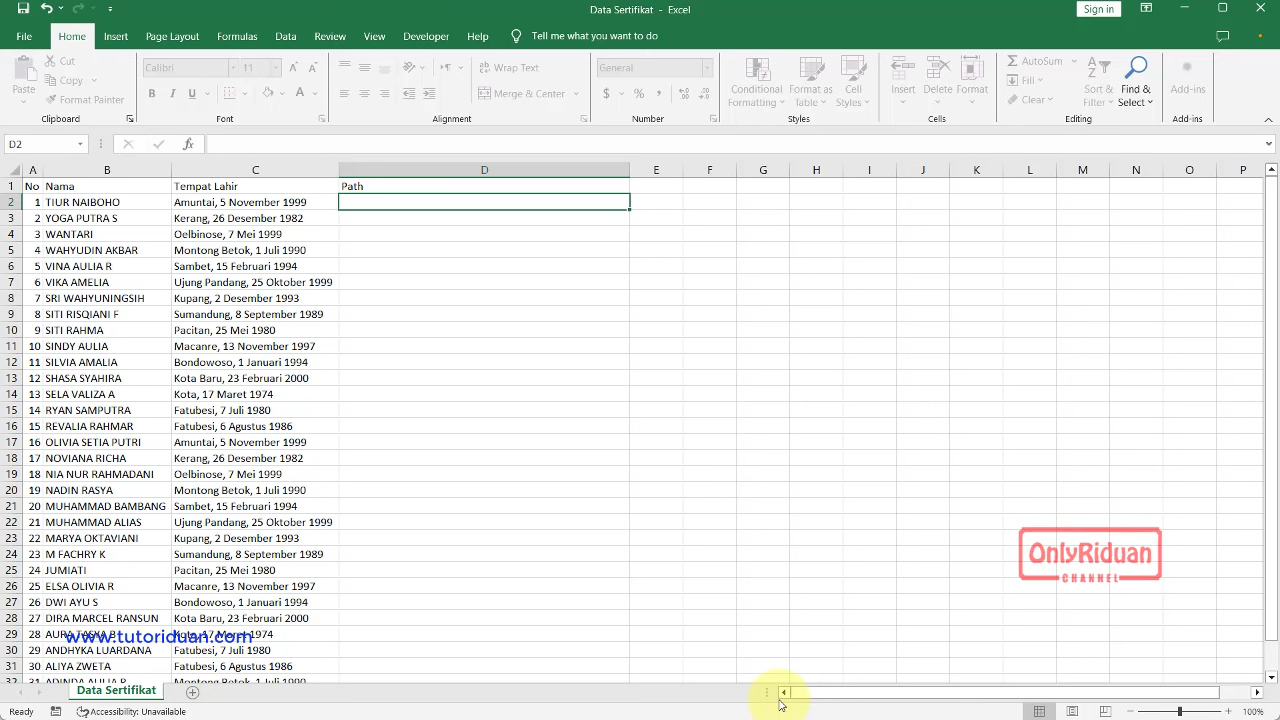 Data Sertifikat - Excel
Sign in
File Home Insert Page Layout Formulas Data Review View Developer Help Tell me what you want to do
Paste
Cut
Copy
Format Painter
Clipboard
Calibri 11
B I U
Font
Wrap Text
Merge & Center
Alignment
General
$ % ,
Number
Conditional Formatting
Format as Table
Cell Styles
Styles
Insert
Delete
Format
Cells
AutoSum
Fill
Clear
Sort & Filter
Find & Select
Editing
Add-ins
Add-ins
D2 fx
A B C D E F G H I J K L M N O P
1 No Nama Tempat Lahir Path
2 1 TIUR NAIBOHO Amuntai, 5 November 1999
3 2 YOGA PUTRA S Kerang, 26 Desember 1982
4 3 WANTARI Oelbinose, 7 Mei 1999
5 4 WAHYUDIN AKBAR Montong Betok, 1 Juli 1990
6 5 VINA AULIA R Sambet, 15 Februari 1994
7 6 VIKA AMELIA Ujung Pandang, 25 Oktober 1999
8 7 SRI WAHYUNINGSIH Kupang, 2 Desember 1993
9 8 SITI RISQIANI F Sumandung, 8 September 1989
10 9 SITI RAHMA Pacitan, 25 Mei 1980
11 10 SINDY AULIA Macanre, 13 November 1997
12 11 SILVIA AMALIA Bondowoso, 1 Januari 1994
13 12 SHASA SYAHIRA Kota Baru, 23 Februari 2000
14 13 SELA VALIZA A Kota, 17 Maret 1974
15 14 RYAN SAMPUTRA Fatubesi, 7 Juli 1980
16 15 REVALIA RAHMAR Fatubesi, 6 Agustus 1986
17 16 OLIVIA SETIA PUTRI Amuntai, 5 November 1999
18 17 NOVIANA RICHA Kerang, 26 Desember 1982
19 18 NIA NUR RAHMADANI Oelbinose, 7 Mei 1999
20 19 NADIN RASYA Montong Betok, 1 Juli 1990
21 20 MUHAMMAD BAMBANG Sambet, 15 Februari 1994
22 21 MUHAMMAD ALIAS Ujung Pandang, 25 Oktober 1999
23 22 MARYA OKTAVIANI Kupang, 2 Desember 1993
24 23 M FACHRY K Sumandung, 8 September 1989
25 24 JUMIATI Pacitan, 25 Mei 1980
26 25 ELSA OLIVIA R Macanre, 13 November 1997
27 26 DWI AYU S Bondowoso, 1 Januari 1994
28 27 DIRA MARCEL RANSUN Kota Baru, 23 Februari 2000
29 28 AURA TASYA B Kota, 17 Maret 1974
30 29 ANDHYKA LUARDANA Fatubesi, 7 Juli 1980
31 30 ALIYA ZWETA Fatubesi, 6 Agustus 1986
32 31 ADINDA AULIA R Montong Betok, 1 Juli 1990
OnlyRiduan
CHANNEL
www.tutoriduan.com
Data Sertifikat
Ready Accessibility: Unavailable 100%